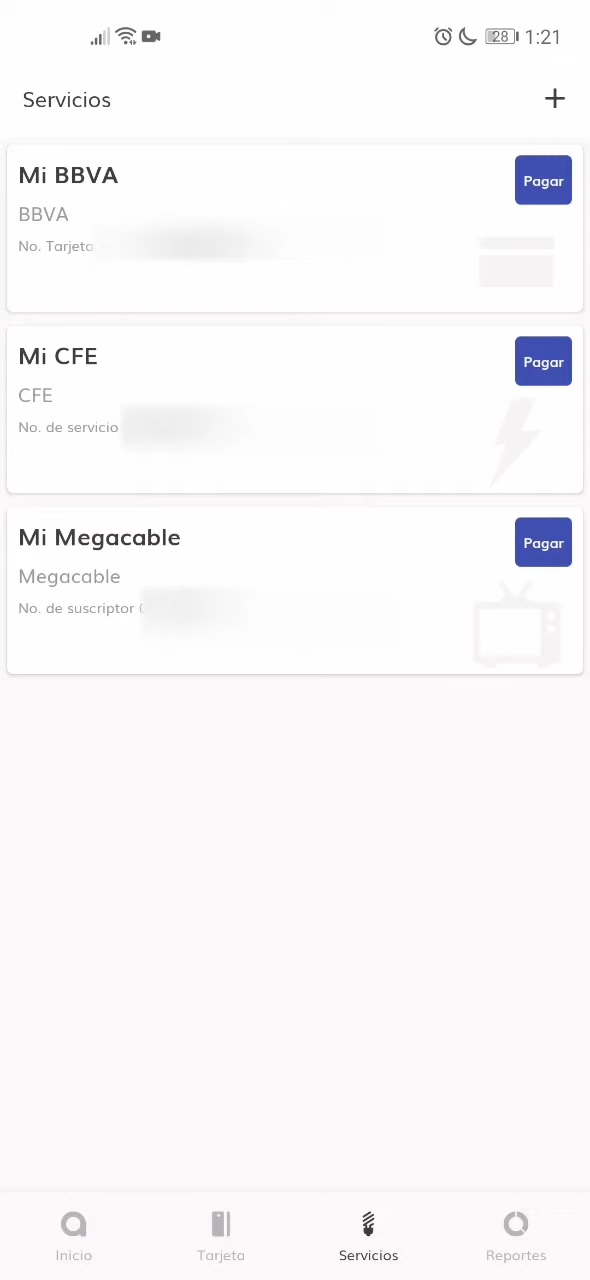 28 1:21
Servicios
Mi BBVA
Pagar
BBVA
No. Tarjeta
Mi CFE
Pagar
CFE
No. de servicio
Mi Megacable
Pagar
Megacable
No. de suscriptor
Inicio Tarjeta Servicios Reportes